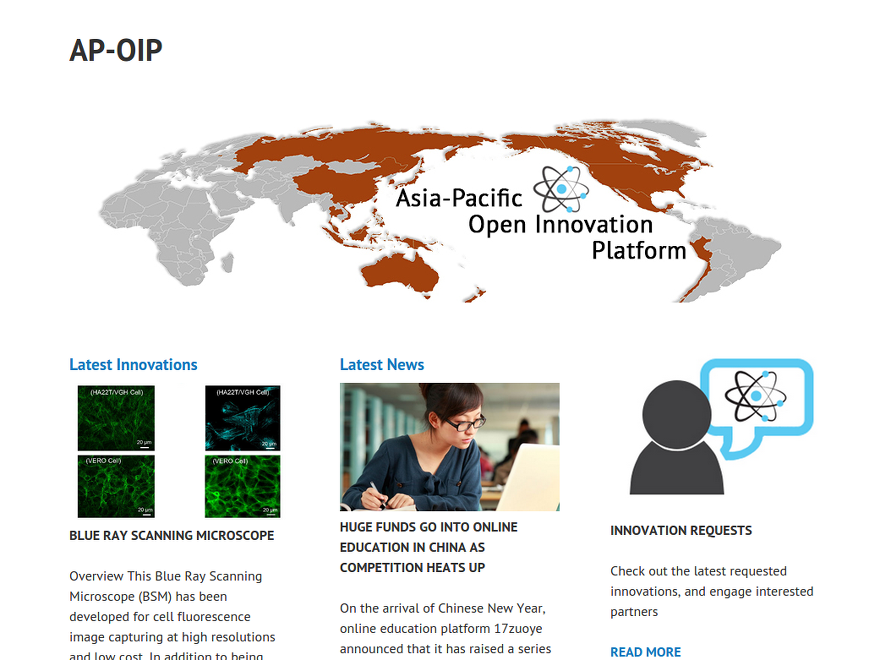 AP-OIP
Asia-Pacific
Open Innovation
Platform
Latest Innovations
(HA22T/VGH Cell)
(HA22T/VGH Cell)
20 µm
20 µm
(VERO Cell)
(VERO Cell)
20 µm
20 µm
BLUE RAY SCANNING MICROSCOPE
Overview This Blue Ray Scanning
Microscope (BSM) has been
developed for cell fluorescence
image capturing at high resolutions
and low cost. In addition to being
Latest News
HUGE FUNDS GO INTO ONLINE
EDUCATION IN CHINA AS
COMPETITION HEATS UP
On the arrival of Chinese New Year,
online education platform 17zuoye
announced that it has raised a series
INNOVATION REQUESTS
Check out the latest requested
innovations, and engage interested
partners
READ MORE